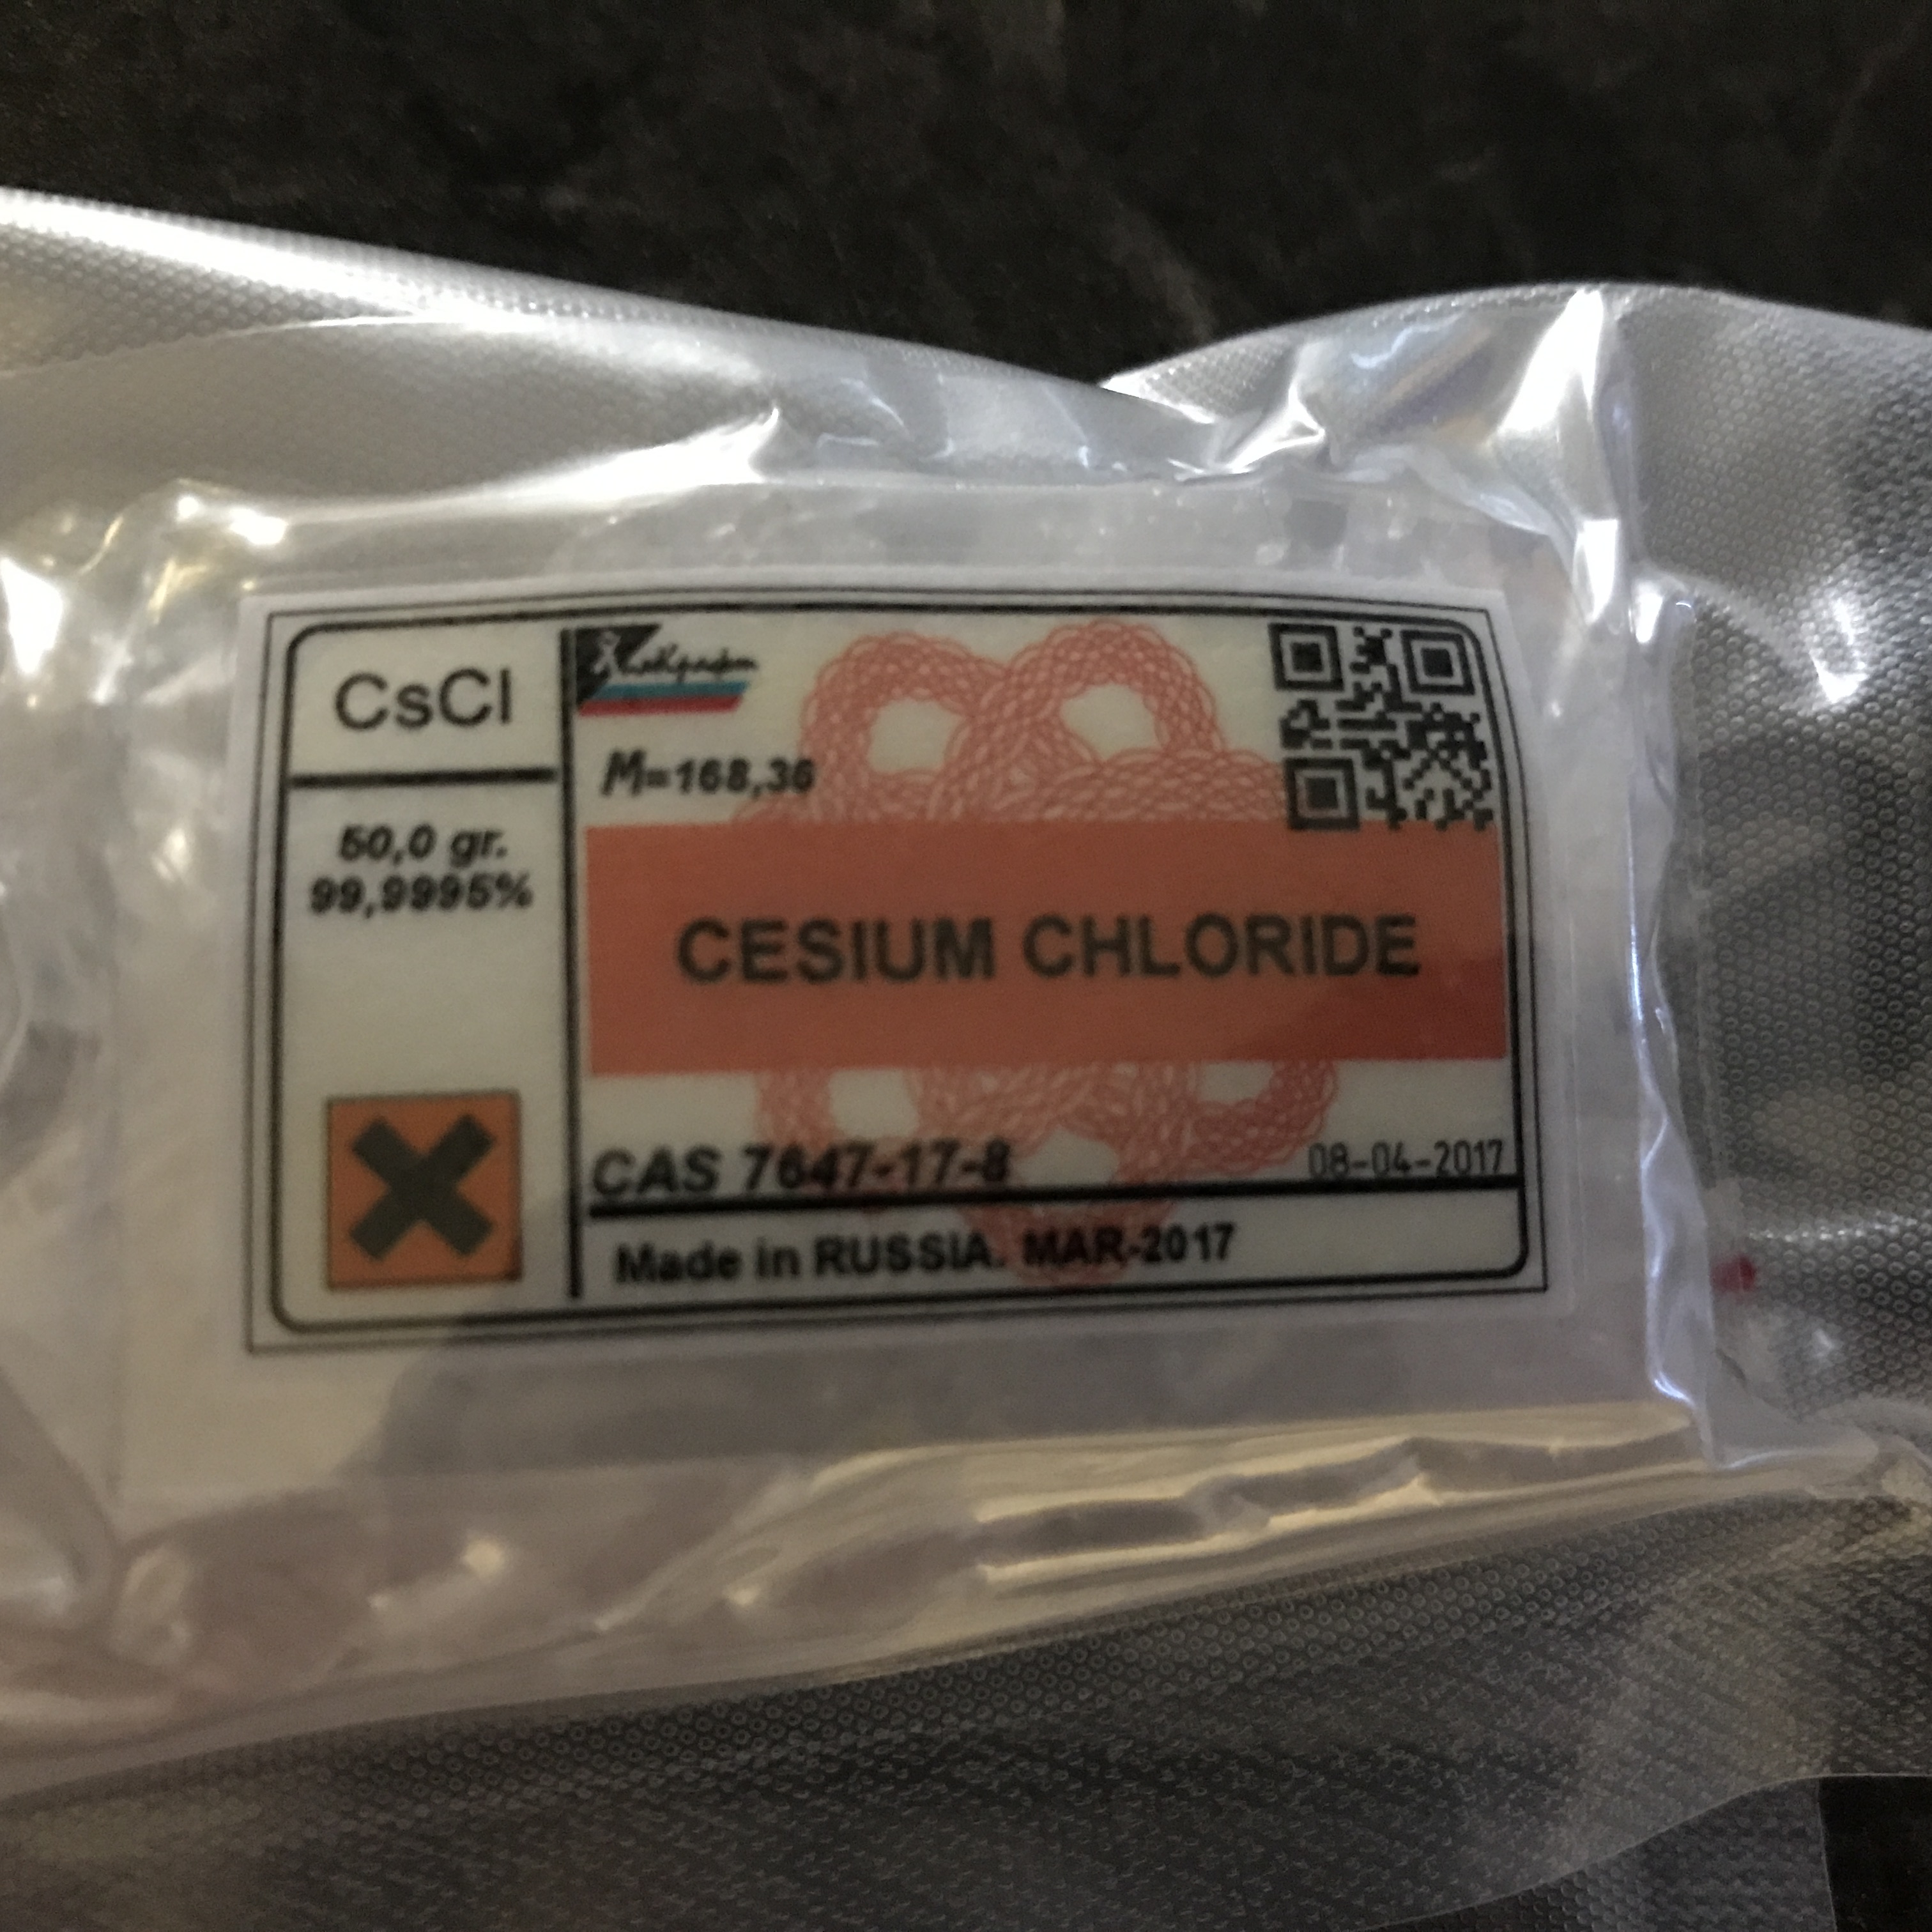 CsCl
50,0 gr.
99,9995%
M=168,36
CESIUM CHLORIDE
CAS 7647-17-8
08-04-2017
Made in RUSSIA. MAR-2017